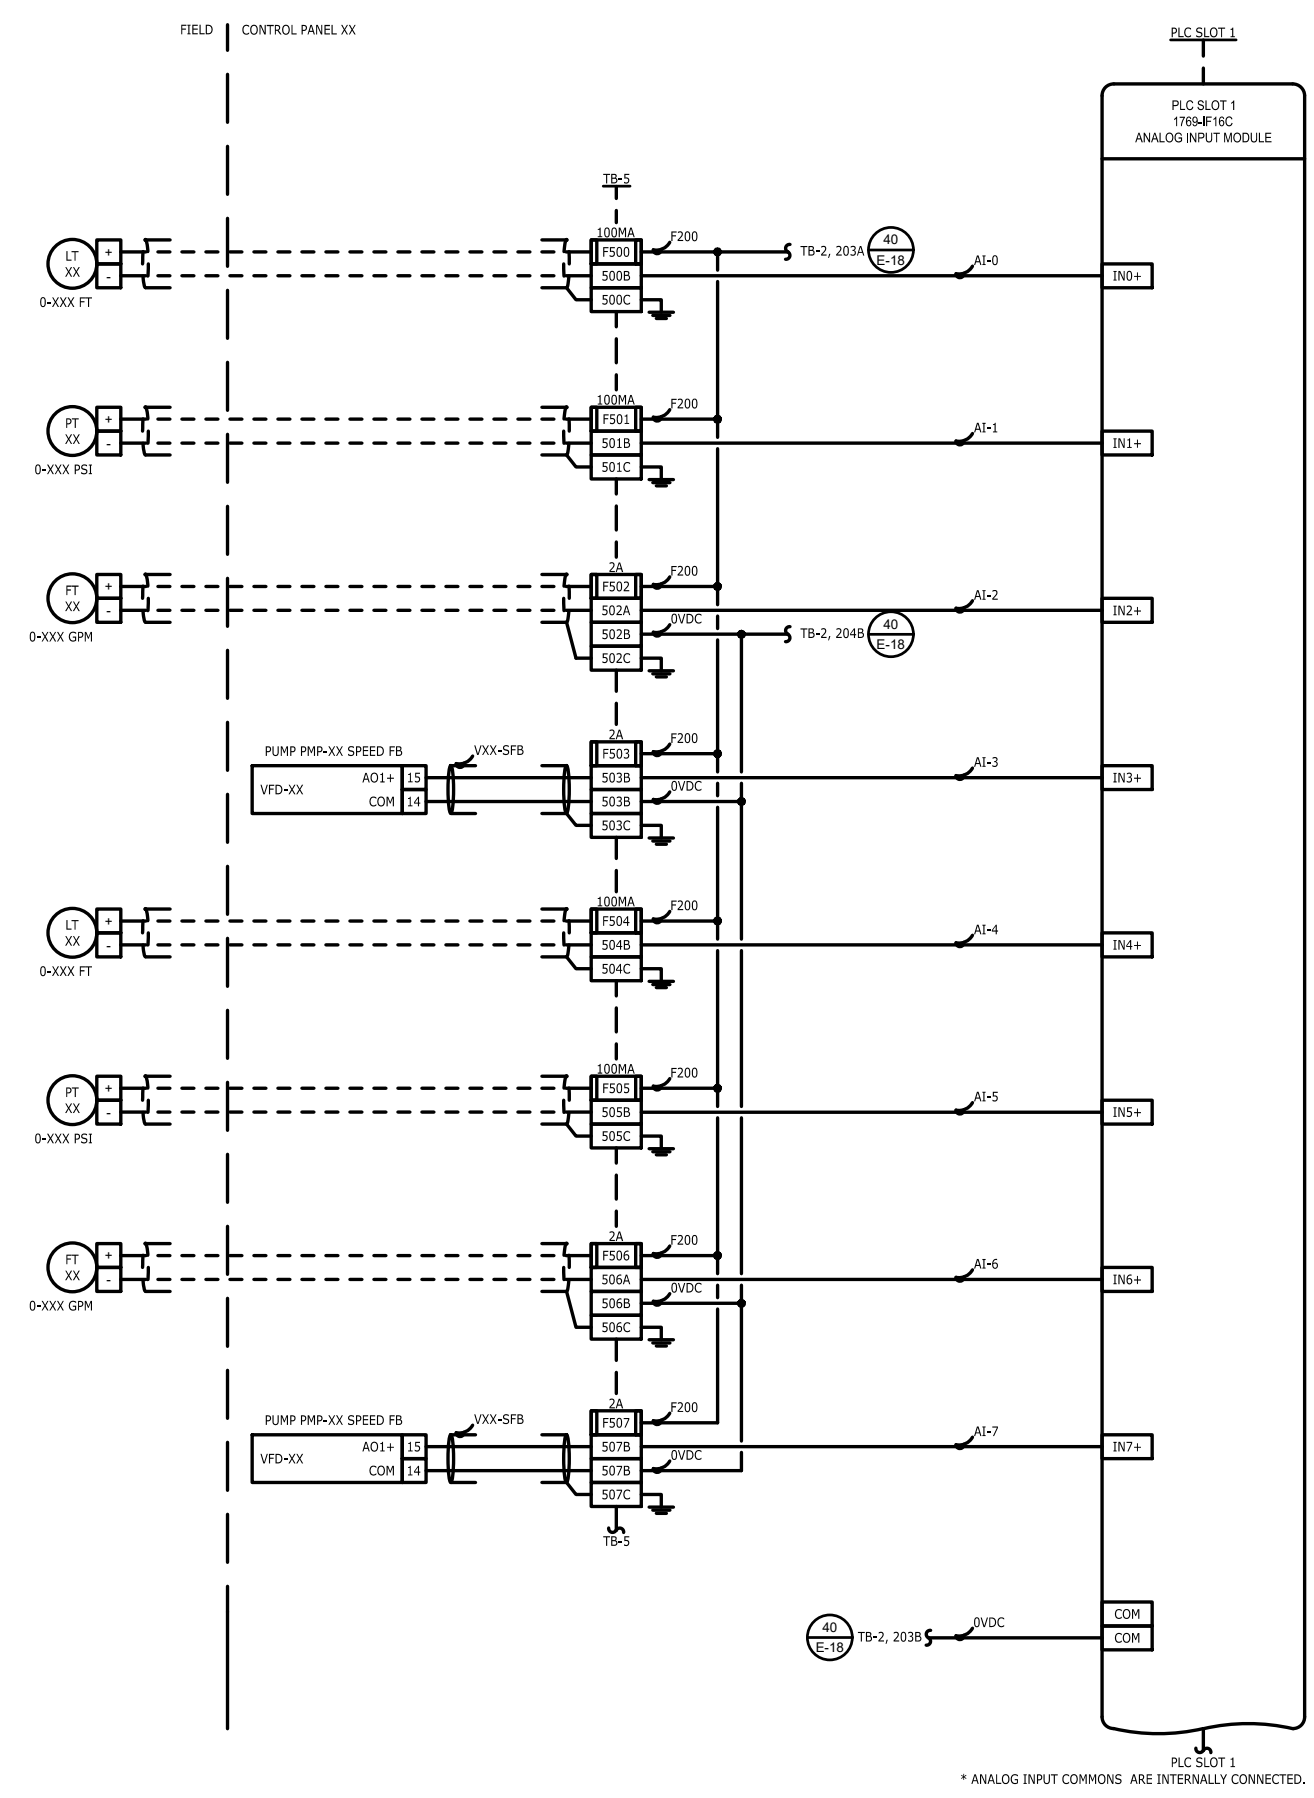 FIELD
CONTROL PANEL XX
PLC SLOT 1
PLC SLOT 1
1769-IF16C
ANALOG INPUT MODULE
TB-5
100MA
LT
XX
+
-
0-XXX FT
F500
F200
TB-2, 203A
40
E-18
500B
AI-0
IN0+
500C
100MA
PT
XX
+
-
0-XXX PSI
F501
F200
501B
AI-1
IN1+
501C
2A
FT
XX
+
-
0-XXX GPM
F502
F200
502A
AI-2
IN2+
502B
0VDC
TB-2, 204B
40
E-18
502C
2A
PUMP PMP-XX SPEED FB
VXX-SFB
VFD-XX
AO1+
15
COM
14
F503
F200
503B
AI-3
IN3+
503B
0VDC
503C
100MA
LT
XX
+
-
0-XXX FT
F504
F200
504B
AI-4
IN4+
504C
100MA
PT
XX
+
-
0-XXX PSI
F505
F200
505B
AI-5
IN5+
505C
2A
FT
XX
+
-
0-XXX GPM
F506
F200
506A
AI-6
IN6+
506B
0VDC
506C
2A
PUMP PMP-XX SPEED FB
VXX-SFB
VFD-XX
AO1+
15
COM
14
F507
F200
507B
AI-7
IN7+
507B
0VDC
507C
TB-5
COM
40
E-18
TB-2, 203B
0VDC
COM
PLC SLOT 1
* ANALOG INPUT COMMONS ARE INTERNALLY CONNECTED.